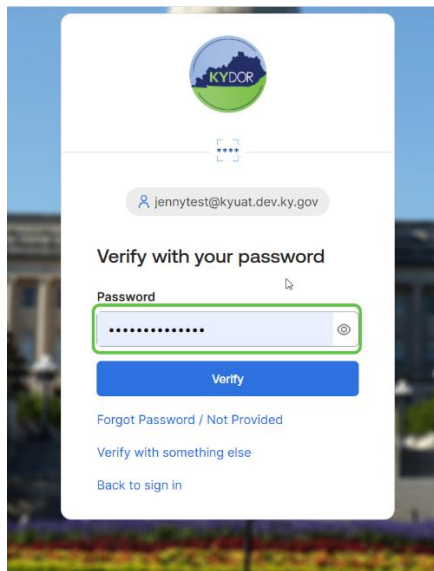 KYDOR
****
jennytest@kyuat.dev.ky.gov
Verify with your password
Password
••••••••••••••
Verify
Forgot Password / Not Provided
Verify with something else
Back to sign in